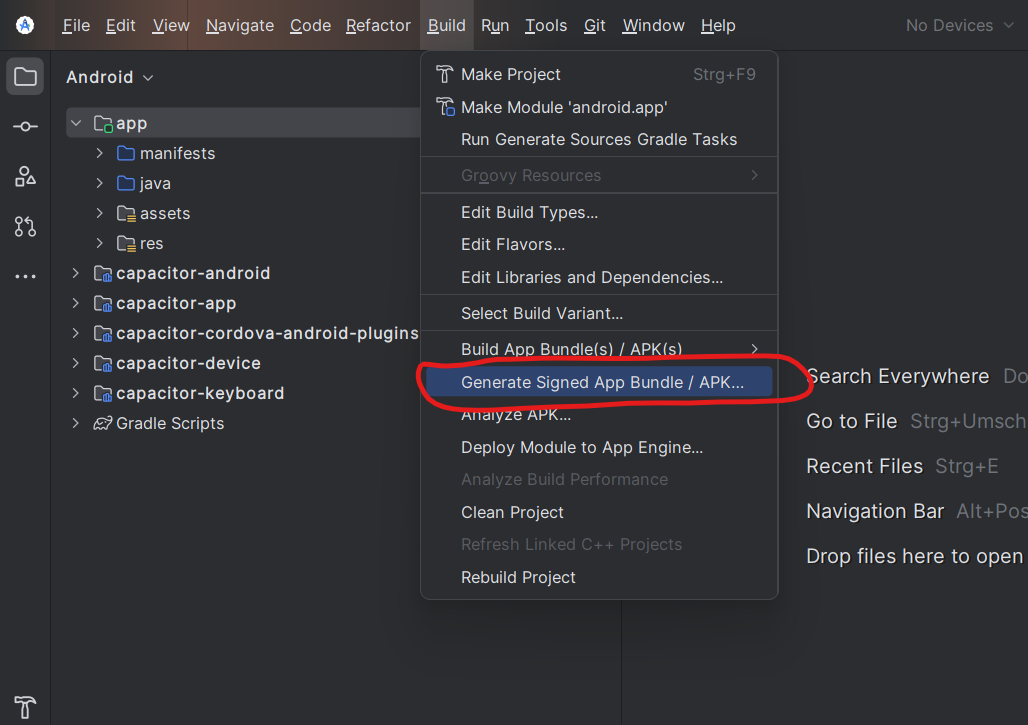 File Edit View Navigate Code Refactor Build Run Tools Git Window Help No Devices
Android
app
manifests
java
assets
res
capacitor-android
capacitor-app
capacitor-cordova-android-plugins
capacitor-device
capacitor-keyboard
Gradle Scripts
Make Project Strg+F9
Make Module 'android.app'
Run Generate Sources Gradle Tasks
Groovy Resources
Edit Build Types...
Edit Flavors...
Edit Libraries and Dependencies...
Select Build Variant...
Build App Bundle(s) / APK(s)
Generate Signed App Bundle / APK...
Analyze APK...
Deploy Module to App Engine...
Analyze Build Performance
Clean Project
Refresh Linked C++ Projects
Rebuild Project
Search Everywhere Do
Go to File Strg+Umsch
Recent Files Strg+E
Navigation Bar Alt+Pos
Drop files here to open